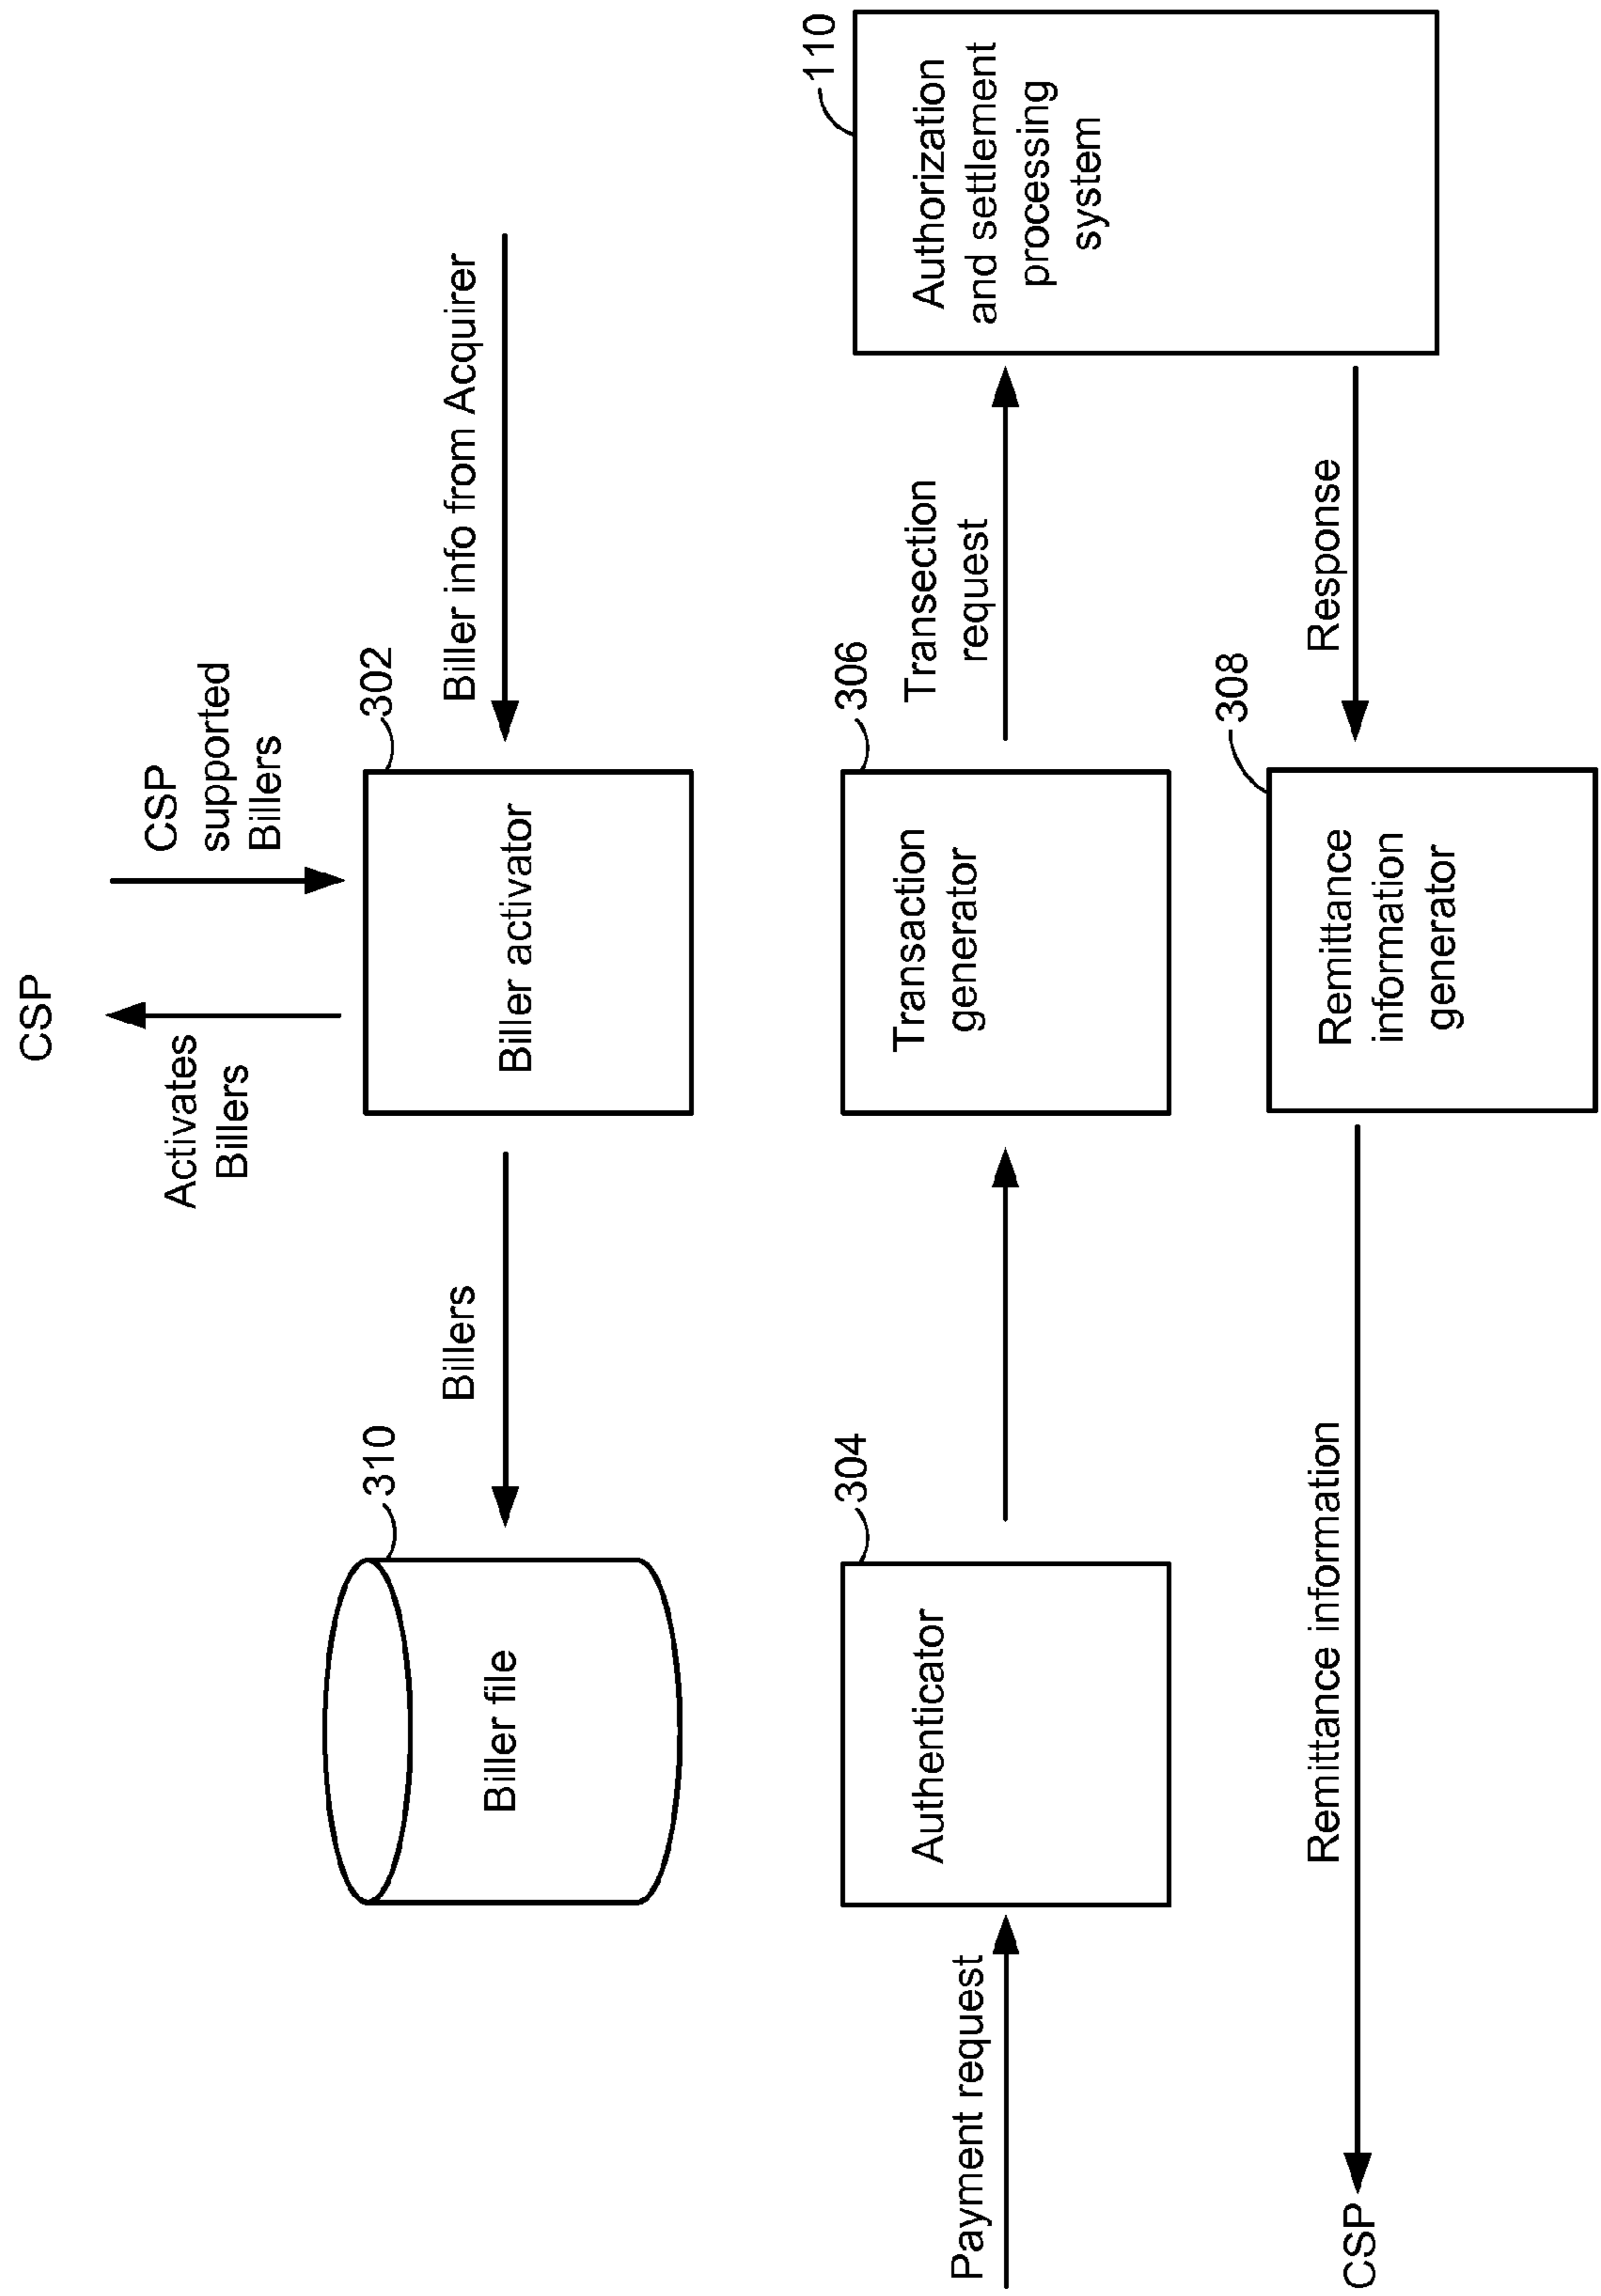 CSP
Activates
Billers
CSP
supported
Billers
310
Biller file
Billers
302
Biller activator
Biller info from Acquirer
Payment request
304
Authenticator
306
Transaction
generator
Transection
request
110
Authorization
and settlement
processing
system
CSP
Remittance information
308
Remittance
information
generator
Response